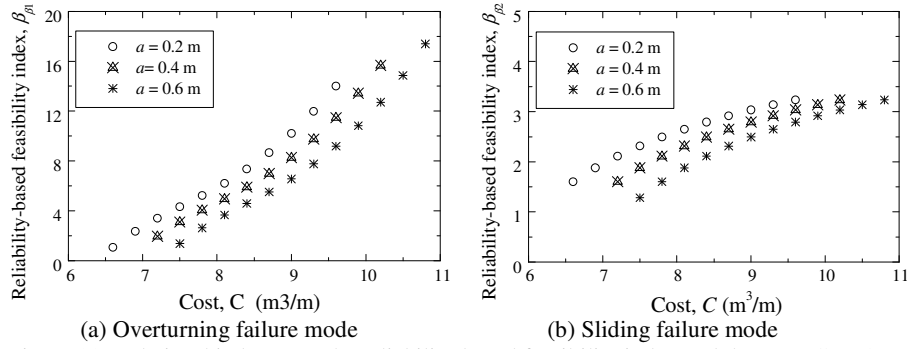 Reliability-based feasibility index, ββ1
20
16
12
8
4
0
a = 0.2 m
a= 0.4 m
a = 0.6 m
6 7 8 9 10 11
Cost, C (m3/m)
(a) Overturning failure mode
Reliability-based feasibility index, ββ2
5
4
3
2
1
0
a = 0.2 m
a = 0.4 m
a = 0.6 m
6 7 8 9 10 11
Cost, C (m³/m)
(b) Sliding failure mode